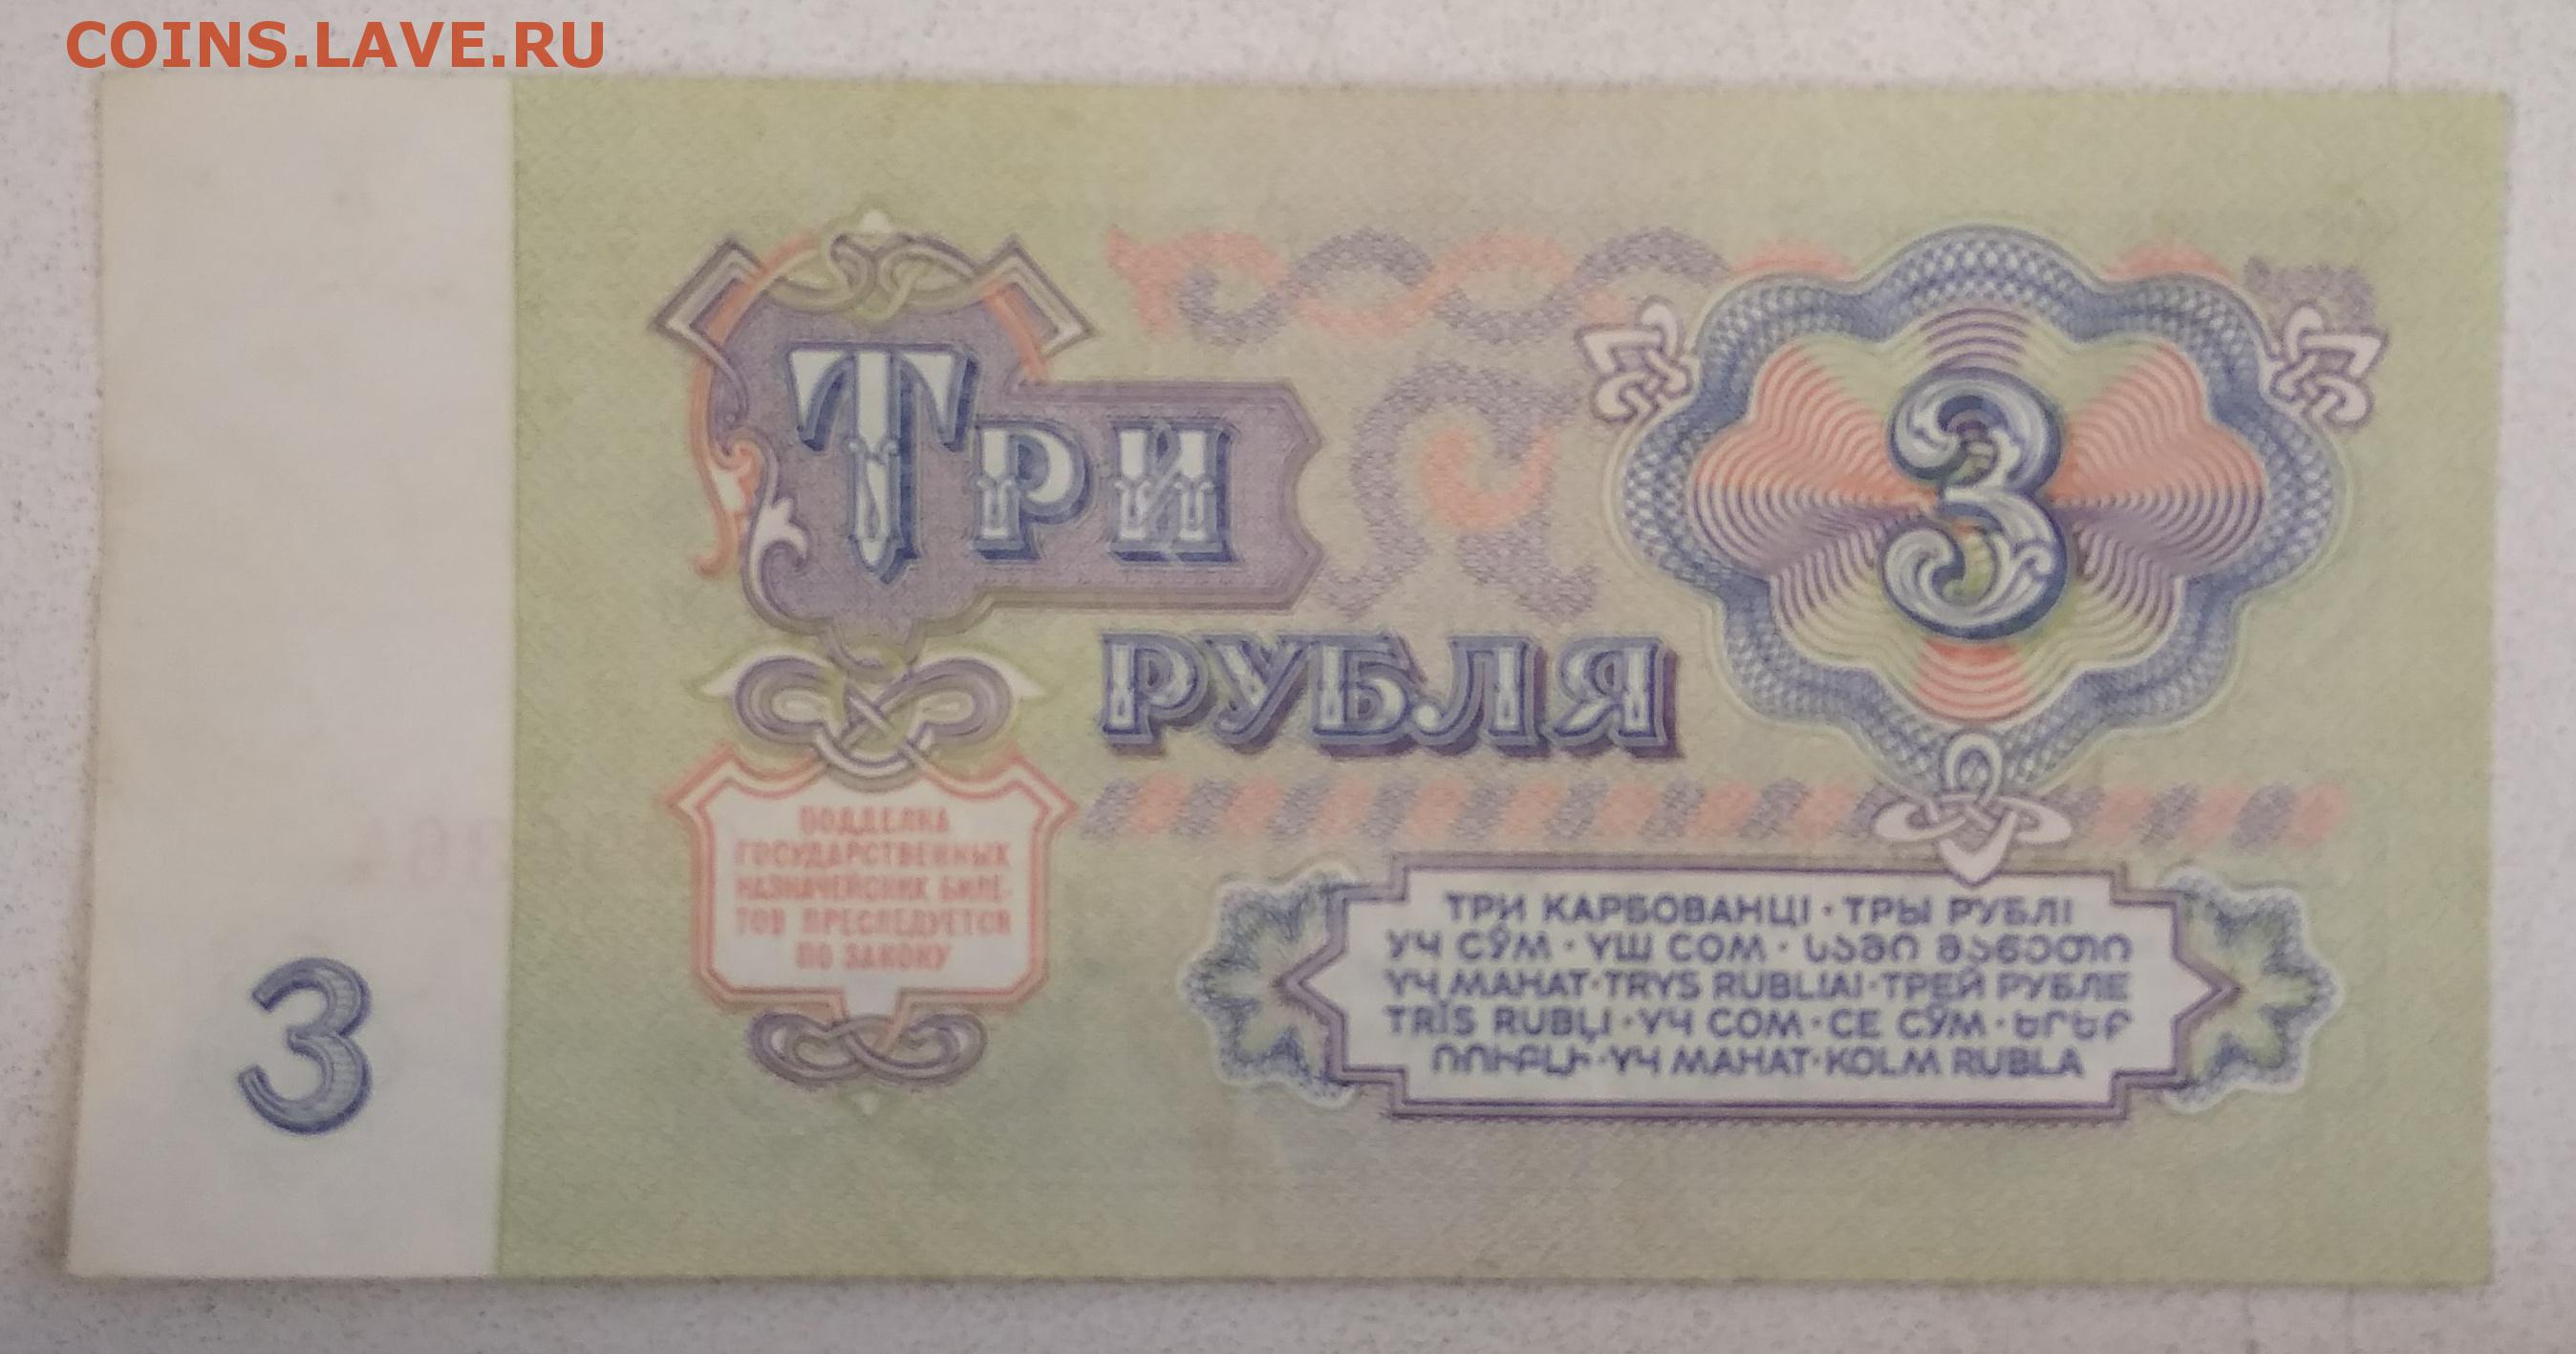 COINS.LAVE.RU
ТРИ
3
РУБЛЯ
ПОДДЕЛКА
ГОСУДАРСТВЕННЫХ
КАЗНАЧЕЙСКИХ БИЛЕ-
ТОВ ПРЕСЛЕДУЕТСЯ
ПО ЗАКОНУ
3
ТРИ КАРБОВАНЦІ · ТРЫ РУБЛІ
УЧ СЎМ · ҮШ СОМ · ᲡᲐᲛᲘ ᲛᲐᲜᲔᲗᲘ
ҮЧ МАНАТ · TRYS RUBLIAI · ТРЕЙ РУБЛЕ
TRĪS RUBĻI · ҮЧ СОМ · СЕ СӮМ · ԵՐԵՔ
ՌՈՒԲԼԻ · ҮЧ МАНАТ · KOLM RUBLA